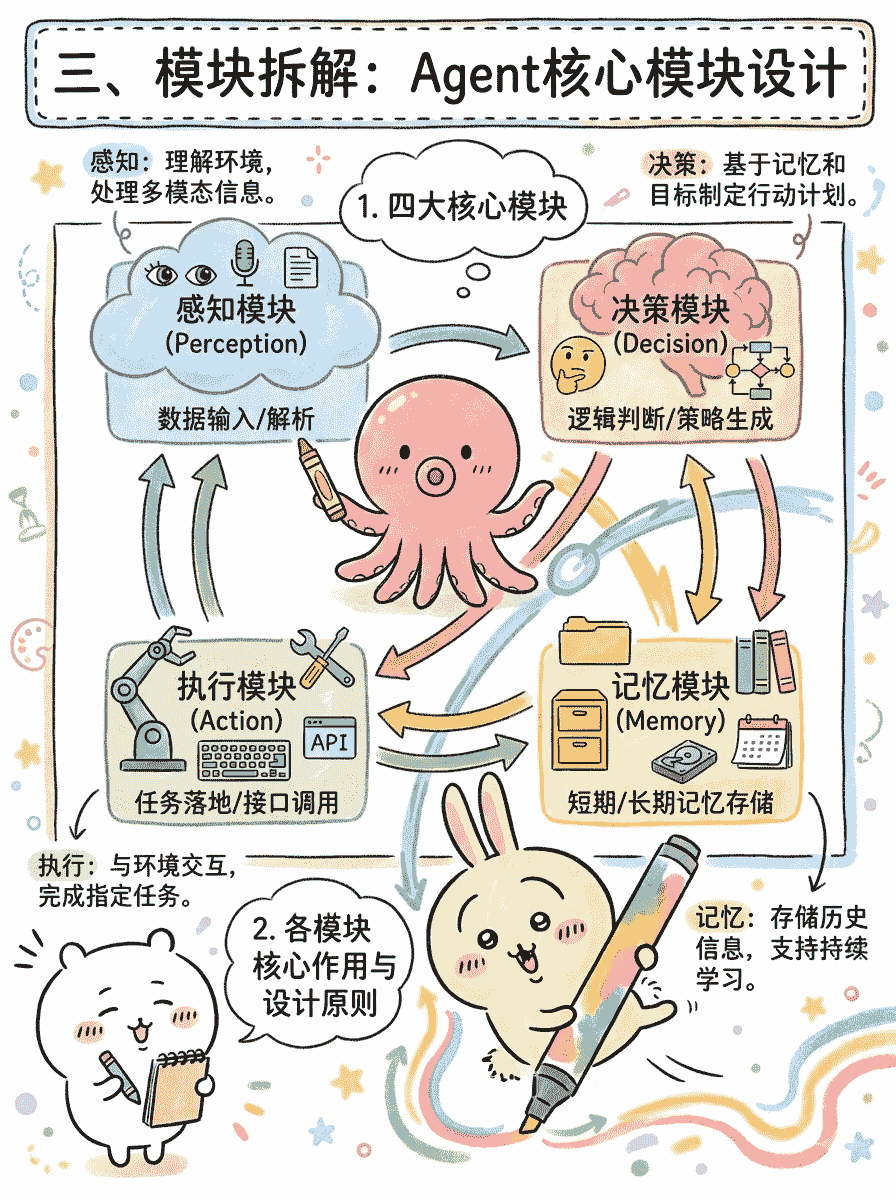 三、模块拆解：Agent核心模块设计
感知：理解环境，
处理多模态信息。
1. 四大核心模块
决策：基于记忆和
目标制定行动计划。
感知模块
(Perception)
数据输入/解析
决策模块
(Decision)
逻辑判断/策略生成
执行模块
(Action)
API
任务落地/接口调用
记忆模块
(Memory)
短期/长期记忆存储
执行：与环境交互，
完成指定任务。
2. 各模块
核心作用与
设计原则
记忆：存储历史
信息，支持持续
学习。